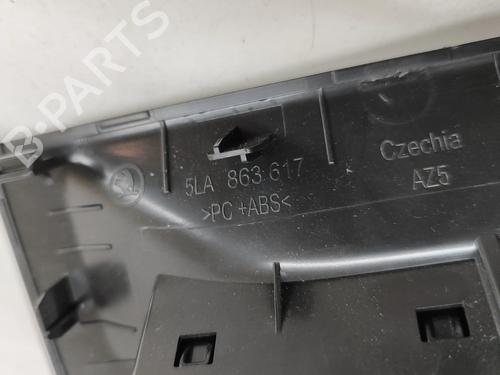 B-PARTS
5LA 863.617
>PC +ABS<
Czechia
AZ5